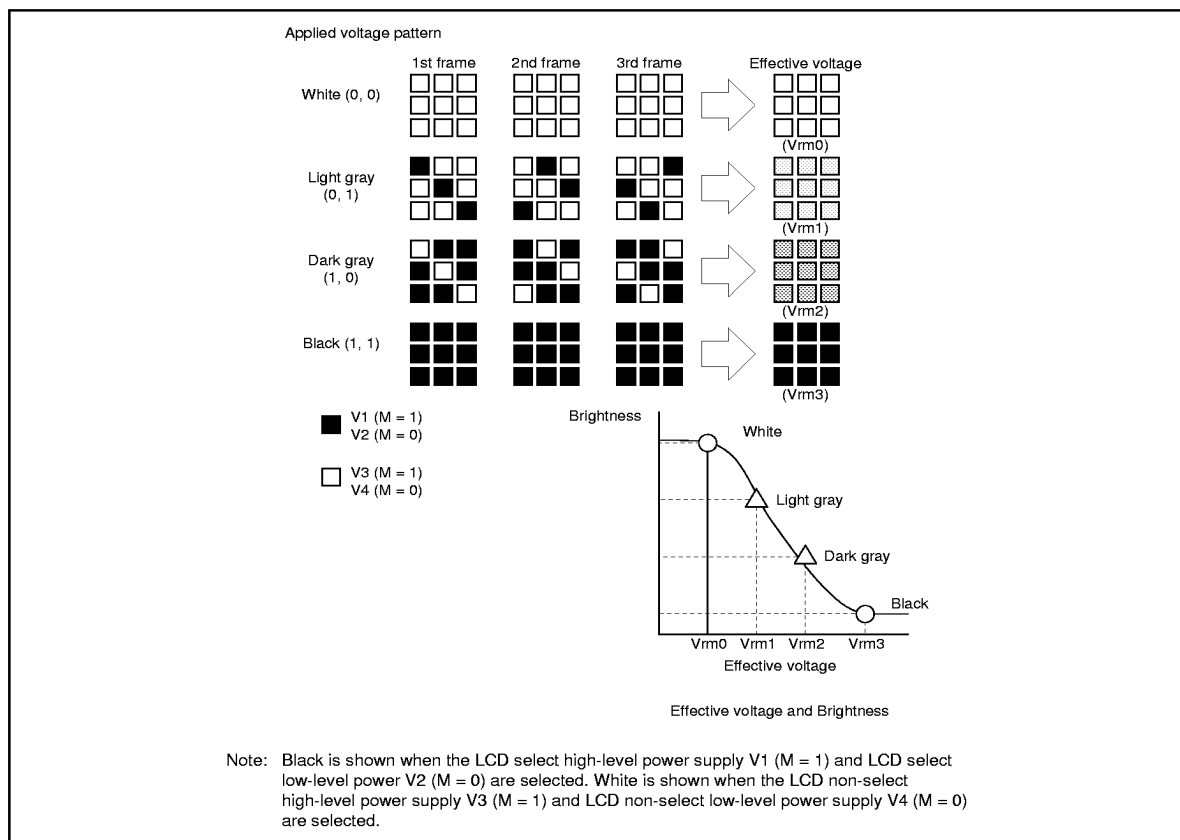 Applied voltage pattern
1st frame 2nd frame 3rd frame Effective voltage
White (0, 0)
(Vrm0)
Light gray
(0, 1)
(Vrm1)
Dark gray
(1, 0)
(Vrm2)
Black (1, 1)
(Vrm3)
V1 (M = 1)
V2 (M = 0)
V3 (M = 1)
V4 (M = 0)
Brightness
White
Light gray
Dark gray
Black
Vrm0 Vrm1 Vrm2 Vrm3
Effective voltage
Effective voltage and Brightness
Note: Black is shown when the LCD select high-level power supply V1 (M = 1) and LCD select
low-level power V2 (M = 0) are selected. White is shown when the LCD non-select
high-level power supply V3 (M = 1) and LCD non-select low-level power supply V4 (M = 0)
are selected.